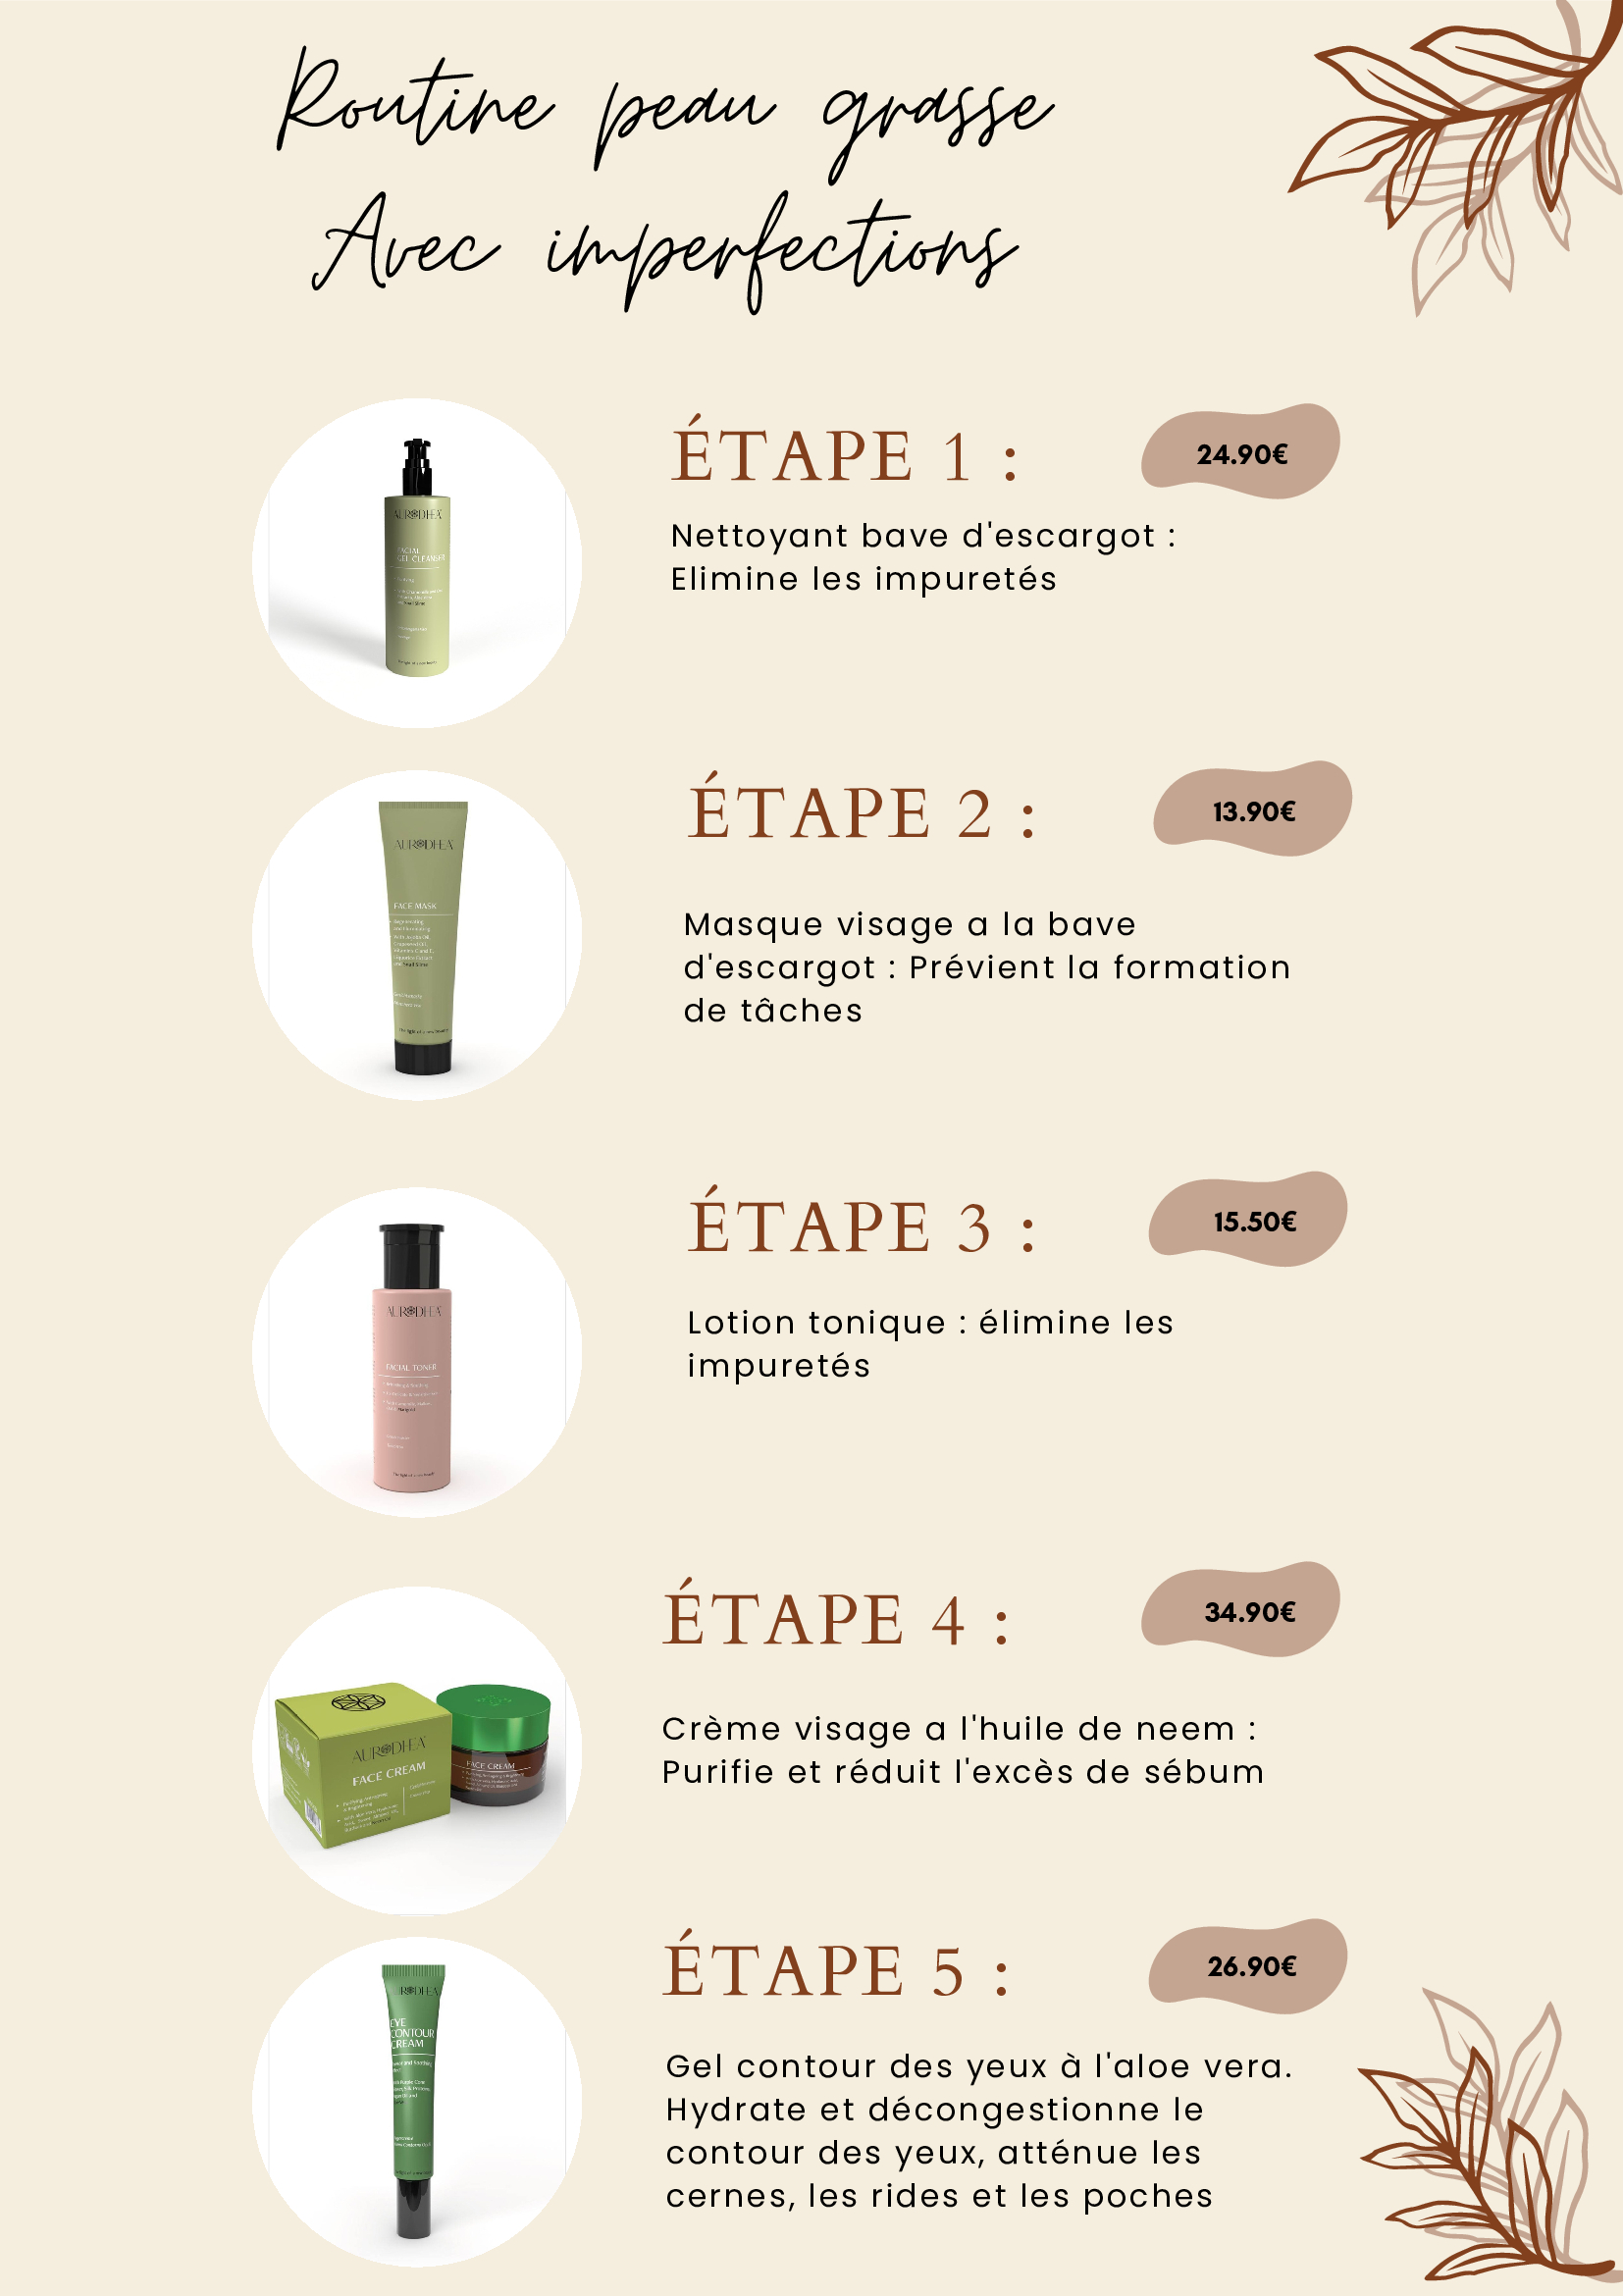 Routine peau grasse
Avec imperfections
ÉTAPE 1 :
24.90€
Nettoyant bave d'escargot :
Elimine les impuretés
AURODHEA
FACIAL
GEL CLEANSER
ÉTAPE 2 :
13.90€
Masque visage a la bave
d'escargot : Prévient la formation
de tâches
AURODHEA
FACE MASK
ÉTAPE 3 :
15.50€
Lotion tonique : élimine les
impuretés
AURODHEA
FACIAL TONER
ÉTAPE 4 :
34.90€
Crème visage a l'huile de neem :
Purifie et réduit l'excès de sébum
AURODHEA
FACE CREAM
FACE CREAM
ÉTAPE 5 :
26.90€
Gel contour des yeux à l'aloe vera.
Hydrate et décongestionne le
contour des yeux, atténue les
cernes, les rides et les poches
EYE
CONTOUR
CREAM